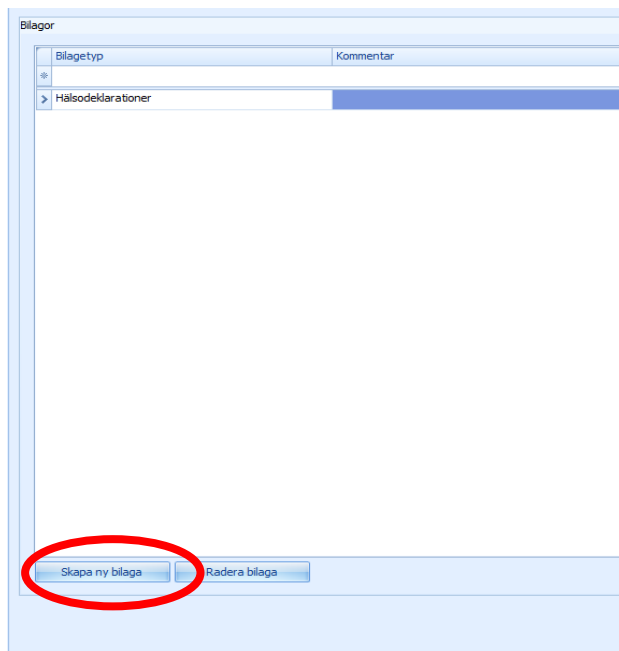 Bilagor
Bilagetyp Kommentar
Hälsodeklarationer
Skapa ny bilaga Radera bilaga